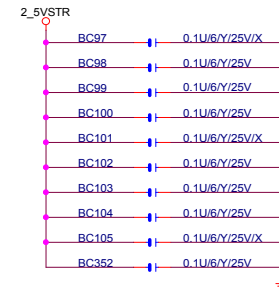 2_5VSTR
BC97 0.1U/6/Y/25V/X
BC98 0.1U/6/Y/25V
BC99 0.1U/6/Y/25V
BC100 0.1U/6/Y/25V
BC101 0.1U/6/Y/25V/X
BC102 0.1U/6/Y/25V
BC103 0.1U/6/Y/25V
BC104 0.1U/6/Y/25V
BC105 0.1U/6/Y/25V/X
BC352 0.1U/6/Y/25V